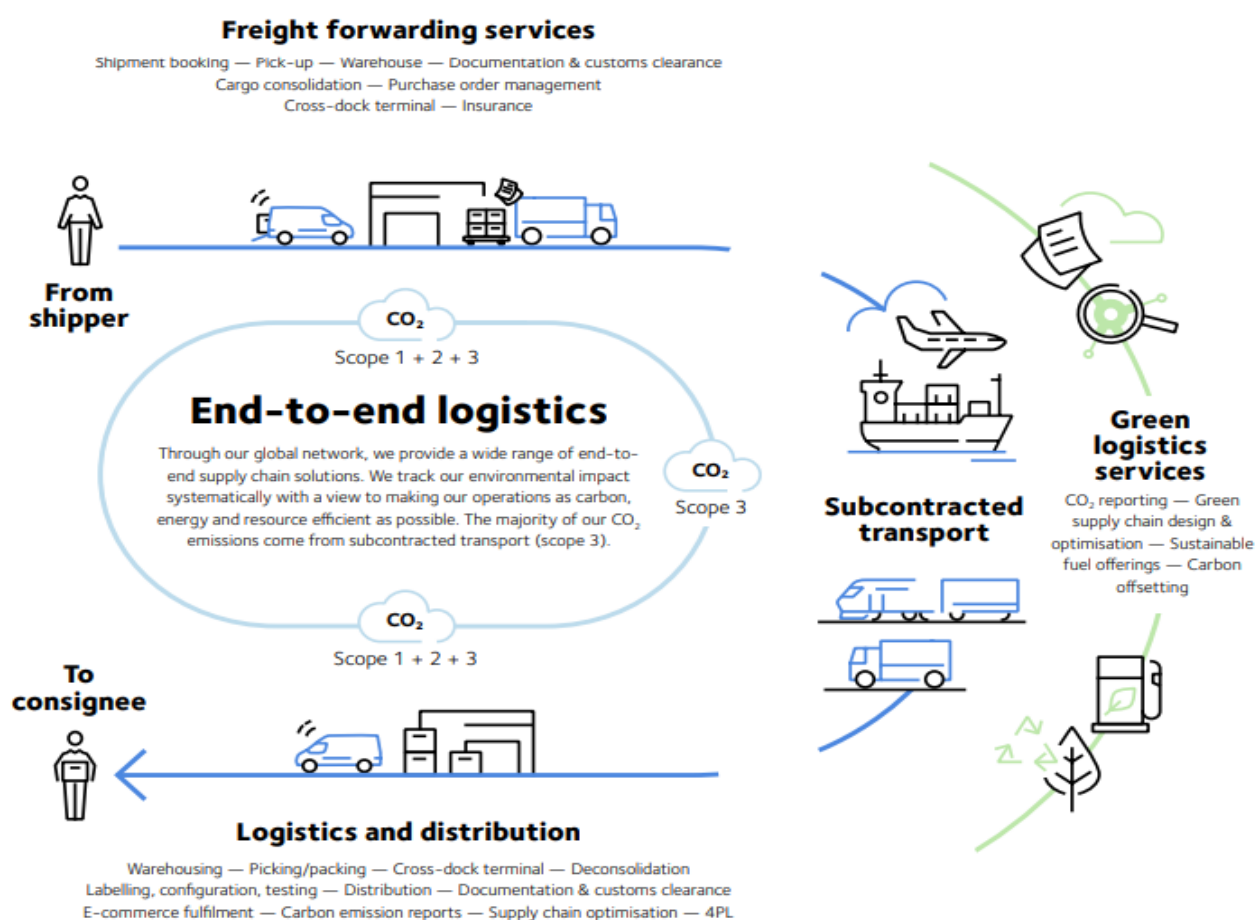 Freight forwarding services
Shipment booking — Pick-up — Warehouse — Documentation & customs clearance
Cargo consolidation — Purchase order management
Cross-dock terminal — Insurance
From
shipper
CO₂
Scope 1 + 2 + 3
End-to-end logistics
Through our global network, we provide a wide range of end-to-
end supply chain solutions. We track our environmental impact
systematically with a view to making our operations as carbon,
energy and resource efficient as possible. The majority of our CO₂
emissions come from subcontracted transport (scope 3).
CO₂
Scope 3
Subcontracted
transport
Green
logistics
services
CO₂ reporting — Green
supply chain design &
optimisation — Sustainable
fuel offerings — Carbon
offsetting
CO₂
Scope 1 + 2 + 3
To
consignee
Logistics and distribution
Warehousing — Picking/packing — Cross-dock terminal — Deconsolidation
Labelling, configuration, testing — Distribution — Documentation & customs clearance
E-commerce fulfilment — Carbon emission reports — Supply chain optimisation — 4PL